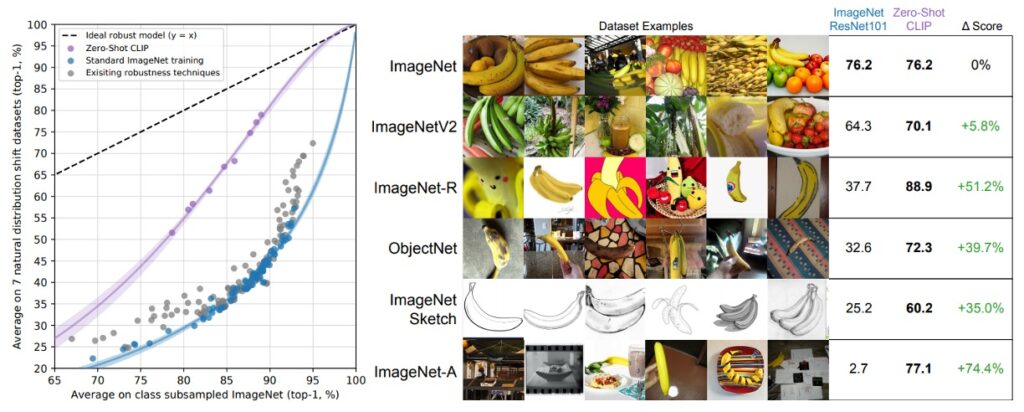 Average on 7 natural distribution shift datasets (top-1, %)
100
95
90
85
80
75
70
65
60
55
50
45
40
35
30
25
20
Ideal robust model (y = x)
Zero-Shot CLIP
Standard ImageNet training
Exisiting robustness techniques
65
70
75
80
85
90
95
100
Average on class subsampled ImageNet (top-1, %)
Dataset Examples
ImageNet
ResNet101
Zero-Shot
CLIP
Δ Score
ImageNet
76.2
76.2
0%
ImageNetV2
64.3
70.1
+5.8%
ImageNet-R
37.7
88.9
+51.2%
ObjectNet
32.6
72.3
+39.7%
ImageNet
Sketch
25.2
60.2
+35.0%
ImageNet-A
2.7
77.1
+74.4%